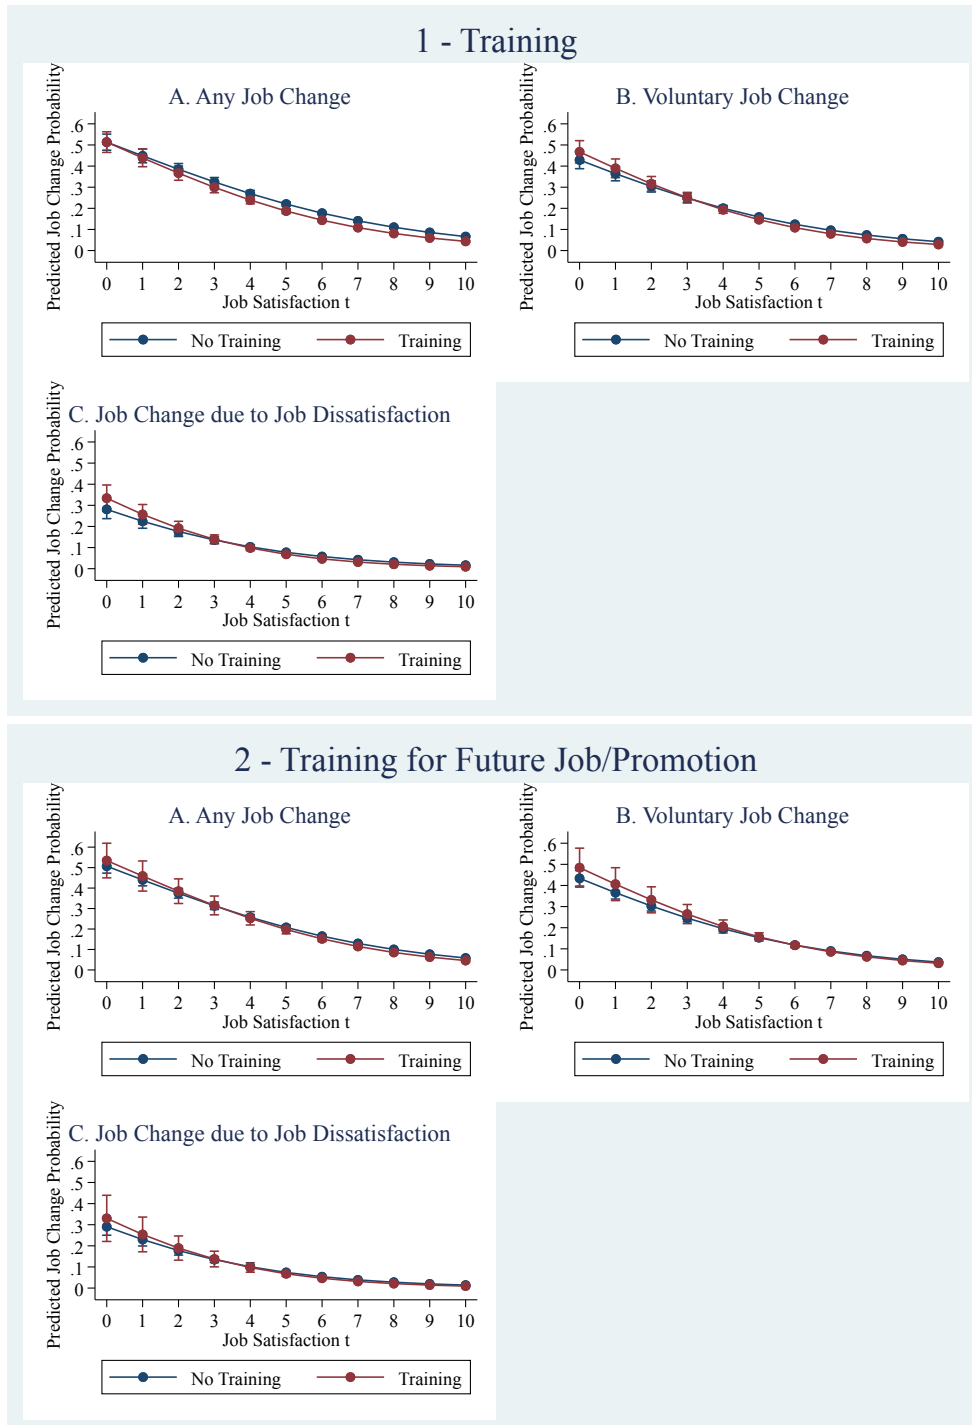 1 - Training
A. Any Job Change
Predicted Job Change Probability
.6
.5
.4
.3
.2
.1
0
0 1 2 3 4 5 6 7 8 9 10
Job Satisfaction t
No Training Training
B. Voluntary Job Change
Predicted Job Change Probability
.6
.5
.4
.3
.2
.1
0
0 1 2 3 4 5 6 7 8 9 10
Job Satisfaction t
No Training Training
C. Job Change due to Job Dissatisfaction
Predicted Job Change Probability
.6
.5
.4
.3
.2
.1
0
0 1 2 3 4 5 6 7 8 9 10
Job Satisfaction t
No Training Training
2 - Training for Future Job/Promotion
A. Any Job Change
Predicted Job Change Probability
.6
.5
.4
.3
.2
.1
0
0 1 2 3 4 5 6 7 8 9 10
Job Satisfaction t
No Training Training
B. Voluntary Job Change
Predicted Job Change Probability
.6
.5
.4
.3
.2
.1
0
0 1 2 3 4 5 6 7 8 9 10
Job Satisfaction t
No Training Training
C. Job Change due to Job Dissatisfaction
Predicted Job Change Probability
.6
.5
.4
.3
.2
.1
0
0 1 2 3 4 5 6 7 8 9 10
Job Satisfaction t
No Training Training